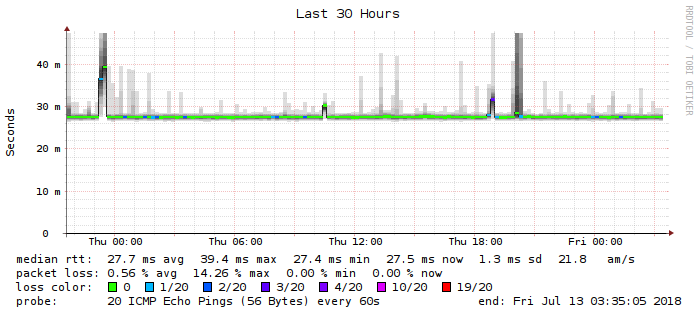 Last 30 Hours
RRDTOOL / TOBI OETIKER
Seconds
40 m
30 m
20 m
10 m
0
Thu 00:00 Thu 06:00 Thu 12:00 Thu 18:00 Fri 00:00
median rtt: 27.7 ms avg 39.4 ms max 27.4 ms min 27.5 ms now 1.3 ms sd 21.8 am/s
packet loss: 0.56 % avg 14.26 % max 0.00 % min 0.00 % now
loss color: 0 1/20 2/20 3/20 4/20 10/20 19/20
probe: 20 ICMP Echo Pings (56 Bytes) every 60s end: Fri Jul 13 03:35:05 2018